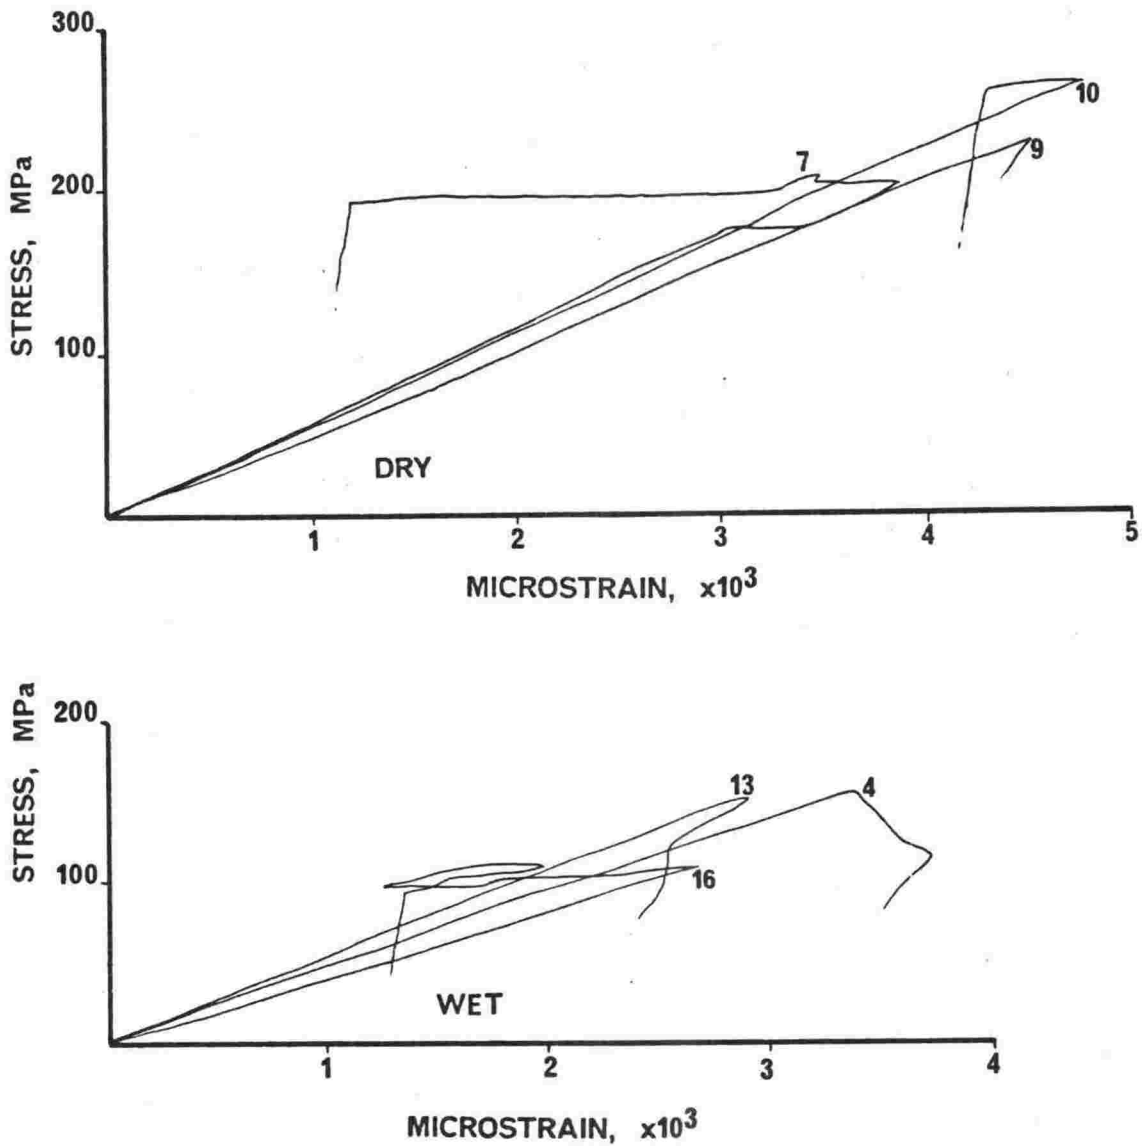 300
STRESS, MPa
200
100
10
9
7
DRY
1 2 3 4 5
MICROSTRAIN, x10³
200
STRESS, MPa
100
13
4
16
WET
1 2 3 4
MICROSTRAIN, x10³